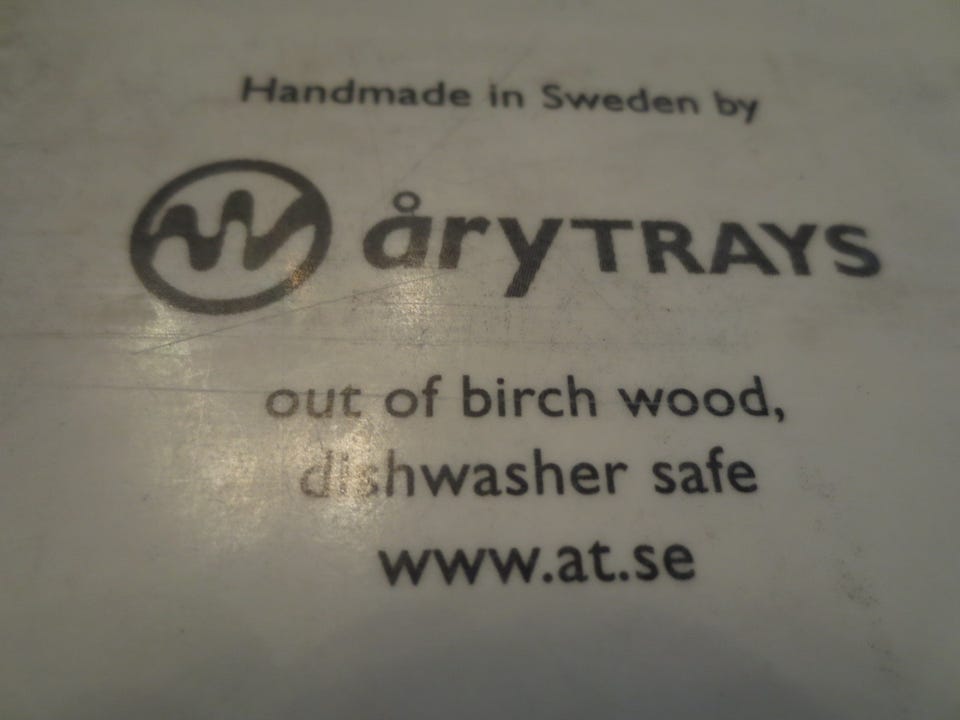 Handmade in Sweden by
åryTRAYS
out of birch wood,
dishwasher safe
www.at.se